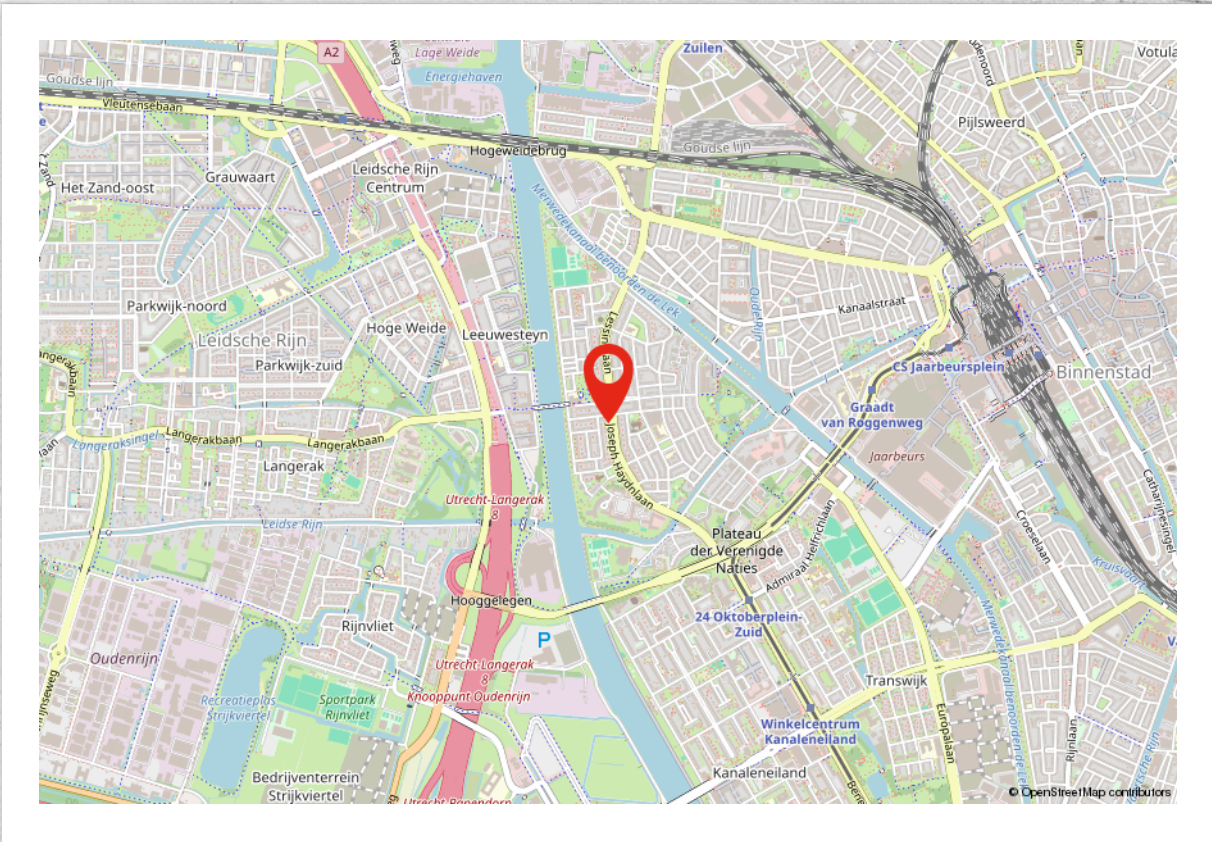 A2
Lage Weide
Zuilen
Votula
Goudse lijn
Energiehaven
Vleutensebaan
Pijlsweerd
Hogeweidebrug
Goudse lijn
Leidsche Rijn
Centrum
Grauwaart
Het Zand-oost
Merwedekanaal benoorden de Lek
Parkwijk-noord
Kanaalstraat
Oude Rijn
Hoge Weide
Leeuwesteyn
Leidsche Rijn
Parkwijk-zuid
CS Jaarbeursplein
Binnenstad
Graadt
van Roggenweg
Langeraksingel
Langerakbaan
Langerakbaan
Joseph Haydnlaan
Jaarbeurs
Langerak
Utrecht-Langerak
8
Catharijnesingel
Croeselaan
Leidse Rijn
Plateau
der Verenigde
Naties
Admiraal Helfrichlaan
Kruisvaart
Hooggelegen
24 Oktoberplein-
Zuid
Rijnvliet
P
Oudenrijn
Utrecht Langerak
8
Knooppunt Oudenrijn
Merwedekanaal benoorden de Lek
Transwijk
Recreatieplas
Strijkviertel
Sportpark
Rijnvliet
Europalaan
Winkelcentrum
Kanaleneiland
Rijnlaan
Kanaleneiland
Bedrijventerrein
Strijkviertel
Utrecht Papendorp
© OpenStreetMap contributors